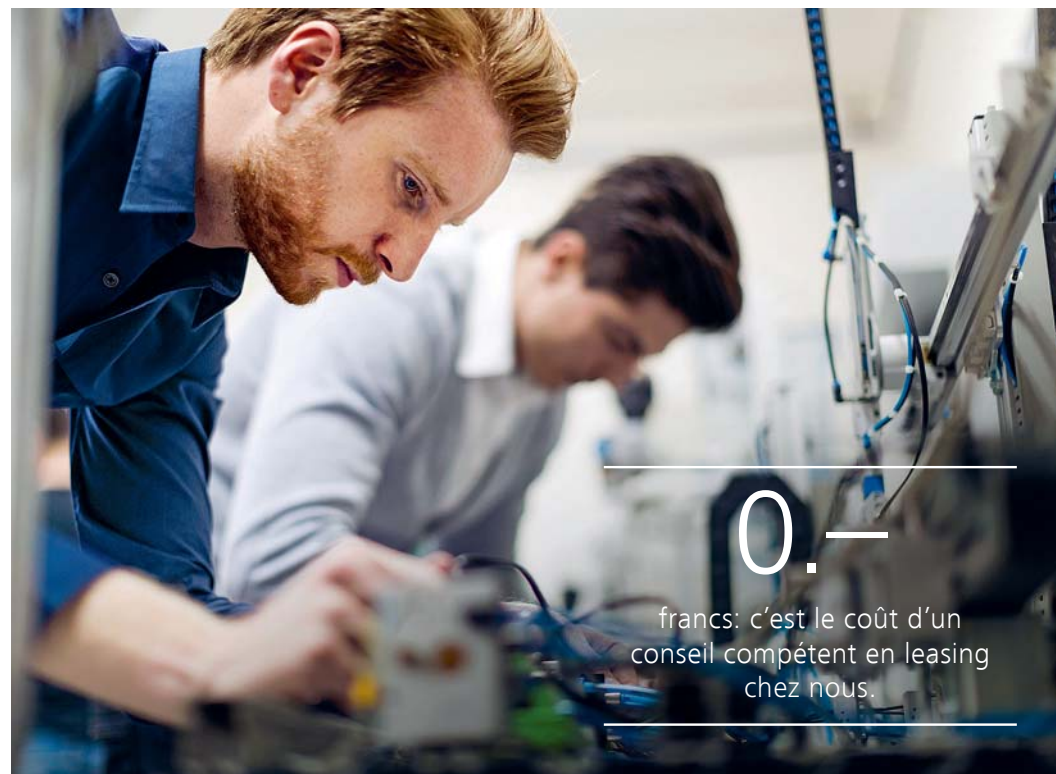 0.—
francs: c’est le coût d’un
conseil compétent en leasing
chez nous.